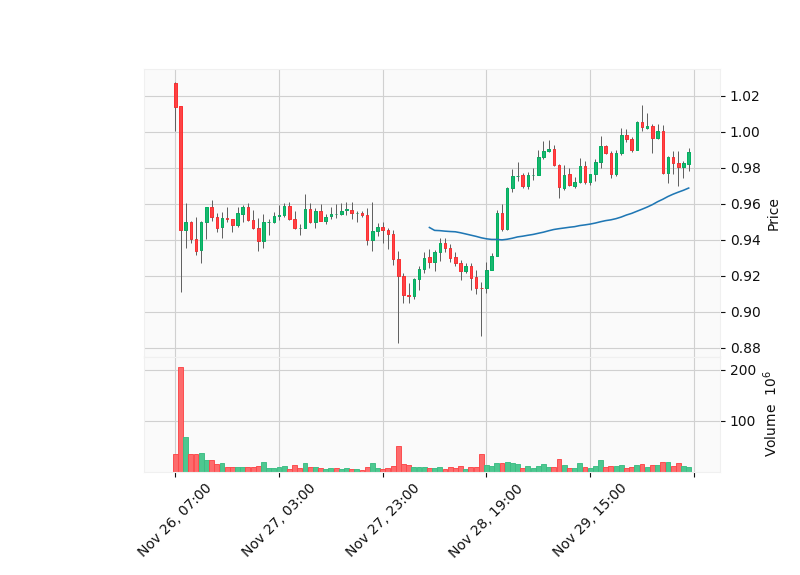 1.02
1.00
0.98
0.96
0.94
0.92
0.90
0.88
Price
200
100
Volume 10^6
Nov 26, 07:00
Nov 27, 03:00
Nov 27, 23:00
Nov 28, 19:00
Nov 29, 15:00